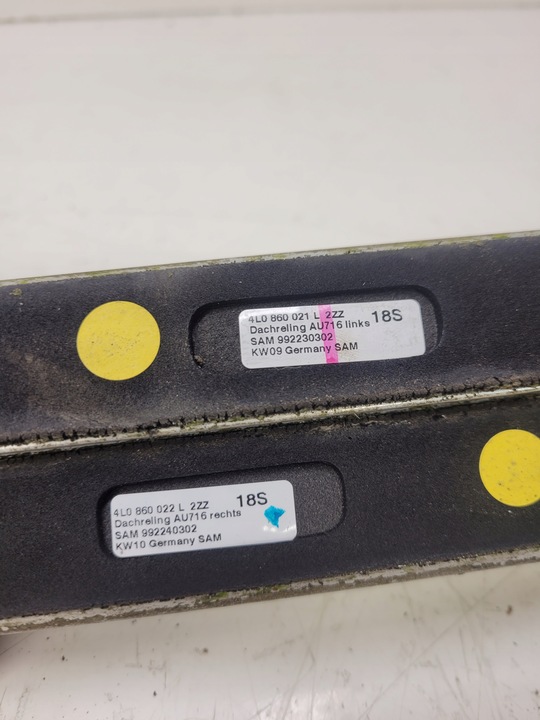 4L0 860 021 L 2ZZ 18S
Dachreling AU716 links
SAM 992230302
KW09 Germany SAM
4L0 860 022 L 2ZZ 18S
Dachreling AU716 rechts
SAM 992240302
KW10 Germany SAM